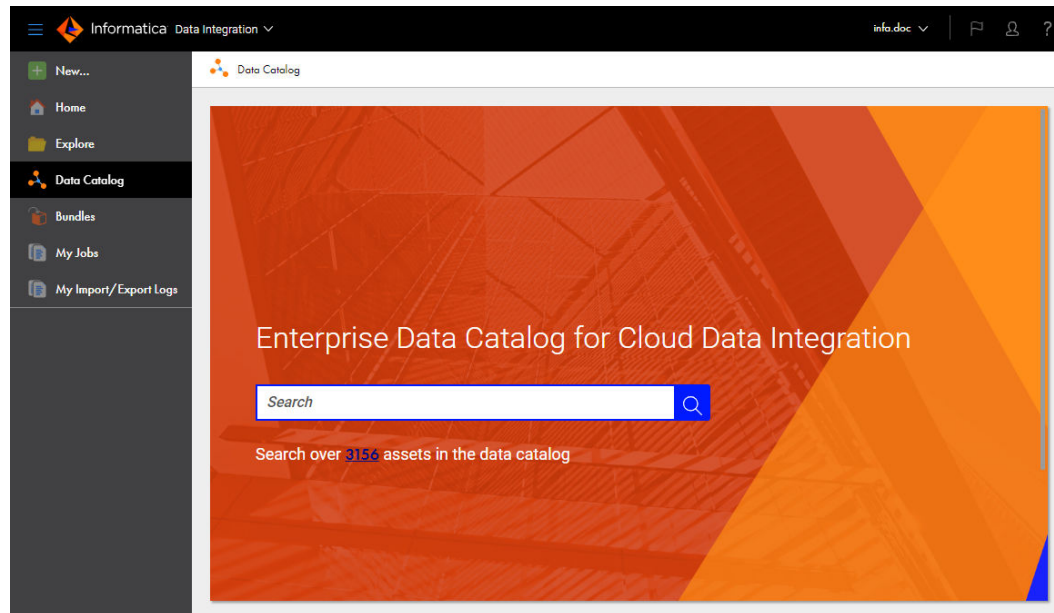 Informatica Data Integration
infa.doc
?
New...
Data Catalog
Home
Explore
Data Catalog
Bundles
My Jobs
My Import/Export Logs
Enterprise Data Catalog for Cloud Data Integration
Search
Search over 3156 assets in the data catalog